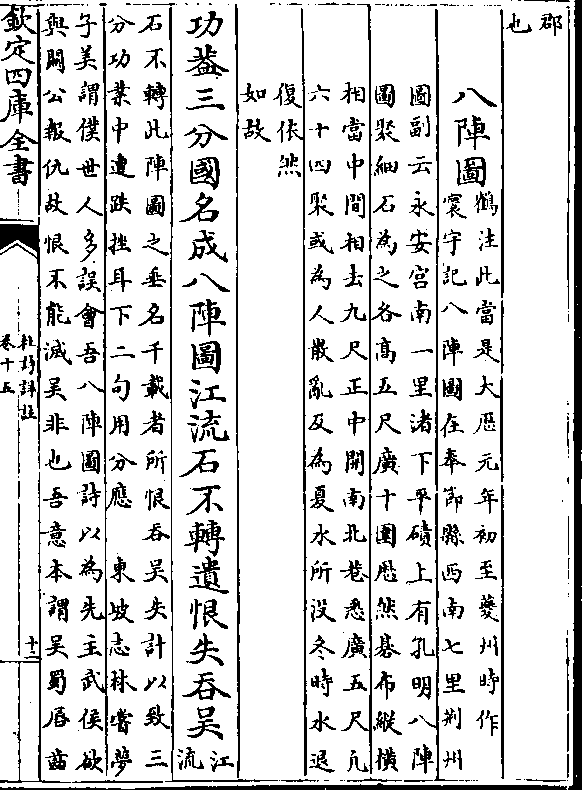 郡
也
八陣圖
鶴注此當是大厯元年初至夔州時作
寰宇記八陣圖在奉節縣西南七里荆州
圖副云永安宫南一里渚下平磧上有孔明八陣
圖聚細石為之各髙五尺廣十圍厯然棊布縱横
相當中間相去九尺正中開南北巷悉廣五尺凡
六十四聚或為人散亂及為夏水所没冬時水退
復依然
如故
功葢三分國名成八陣圖江流石不轉遺恨失吞吳
江
流
石不轉此陣圖之垂名千載者所恨吞吳失計以致三
分功業中遭跌挫耳下二句用分應　東坡志林嘗夢
子美謂僕世人多誤會吾八陣圖詩以為先主武侯欲
與關公報仇故恨不能滅吳非也吾意本謂吳蜀唇齒
欽定四庫全書
杜詩詳註
卷十五
十二